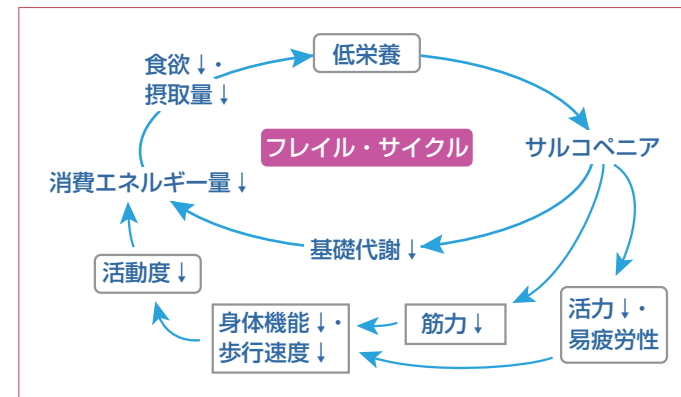 低栄養
食欲↓・
摂取量↓
フレイル・サイクル
サルコペニア
消費エネルギー量↓
基礎代謝↓
活動度↓
身体機能↓・
歩行速度↓
筋力↓
活力↓・
易疲労性